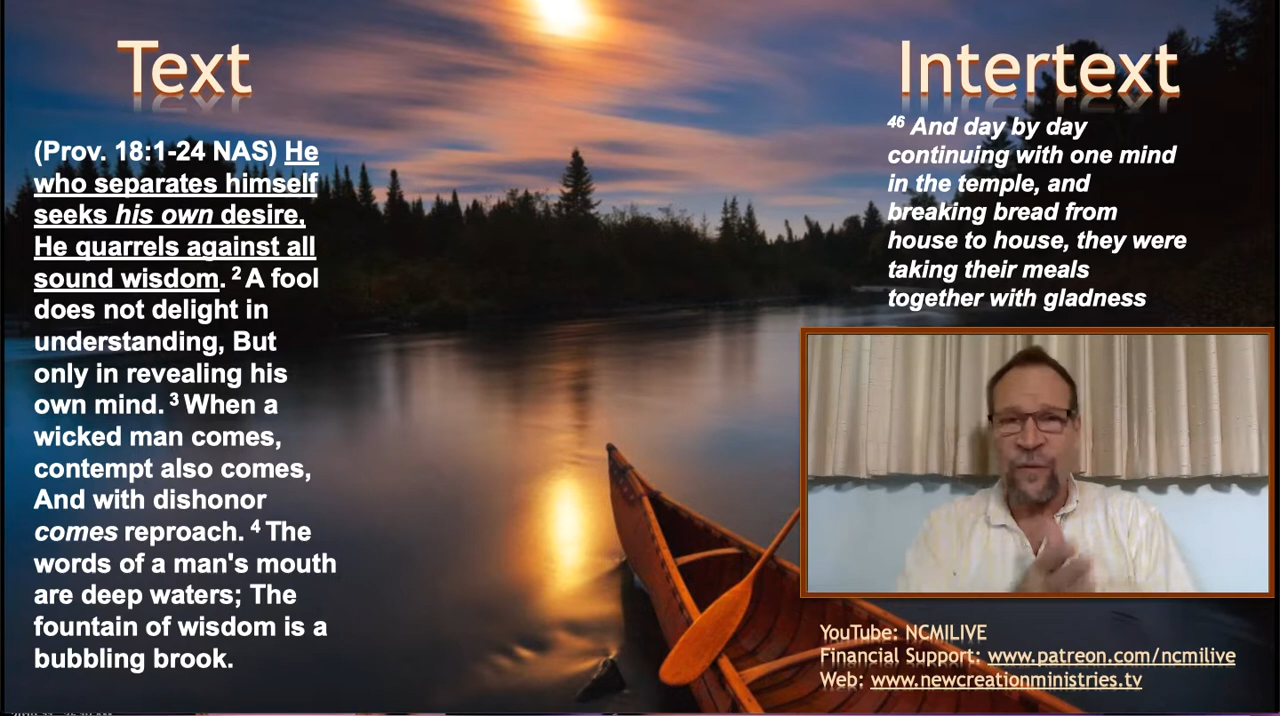 Text
(Prov. 18:1-24 NAS) He
who separates himself
seeks his own desire,
He quarrels against all
sound wisdom. 2 A fool
does not delight in
understanding, But
only in revealing his
own mind. 3 When a
wicked man comes,
contempt also comes,
And with dishonor
comes reproach. 4 The
words of a man's mouth
are deep waters; The
fountain of wisdom is a
bubbling brook.
Intertext
46 And day by day
continuing with one mind
in the temple, and
breaking bread from
house to house, they were
taking their meals
together with gladness
YouTube: NCMILIVE
Financial Support: www.patreon.com/ncmilive
Web: www.newcreationministries.tv